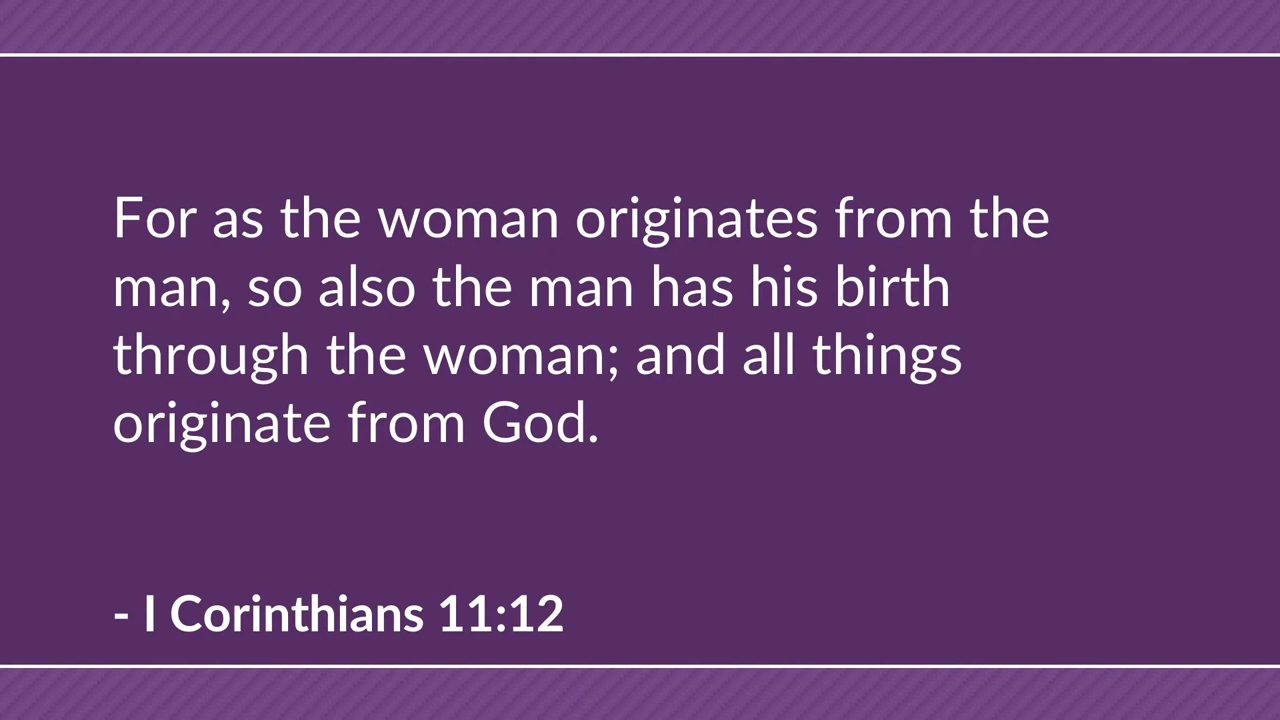 For as the woman originates from the
man, so also the man has his birth
through the woman; and all things
originate from God.
- I Corinthians 11:12